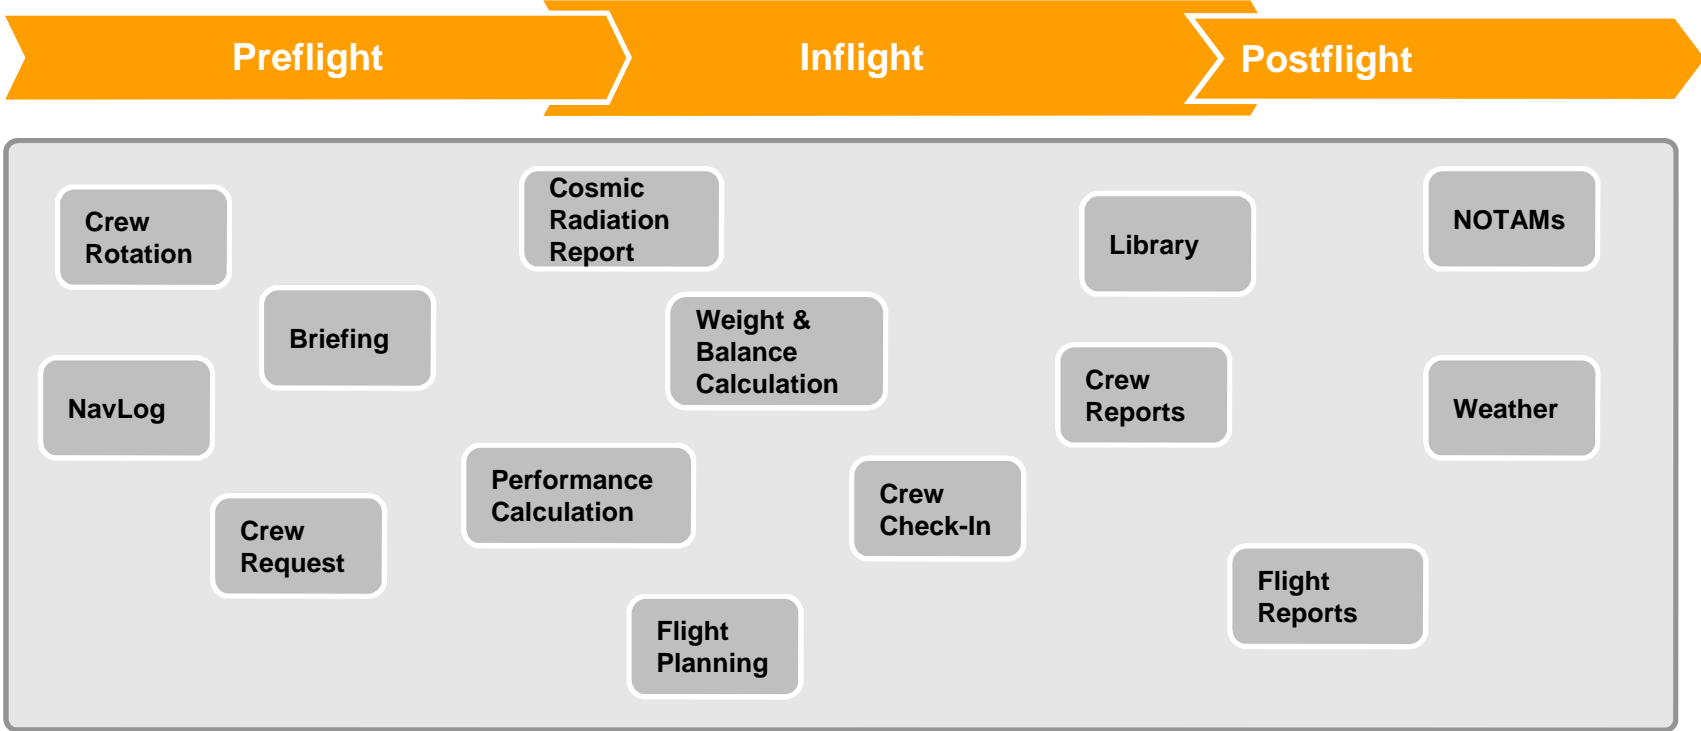 Preflight
Inflight
Postflight
Crew
Rotation
Cosmic
Radiation
Report
Library
NOTAMs
Briefing
Weight &
Balance
Calculation
NavLog
Crew
Reports
Weather
Performance
Calculation
Crew
Check-In
Crew
Request
Flight
Planning
Flight
Reports